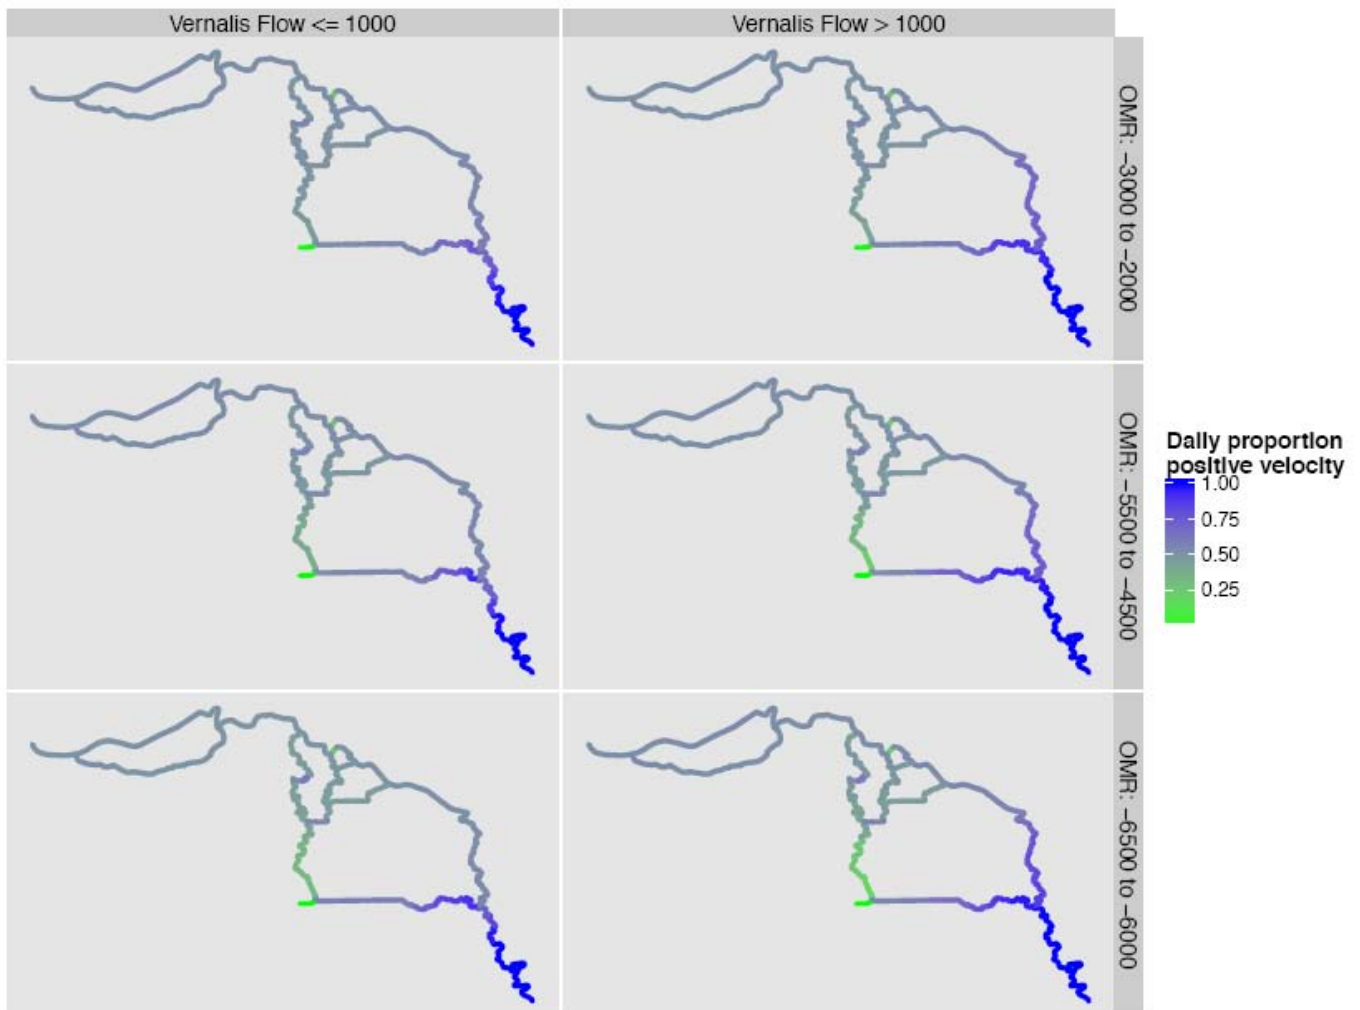 Vernalis Flow <= 1000
Vernalis Flow > 1000
OMR: −3000 to −2000
OMR: −5500 to −4500
OMR: −6500 to −6000
Daily proportion
positive velocity
1.00
0.75
0.50
0.25